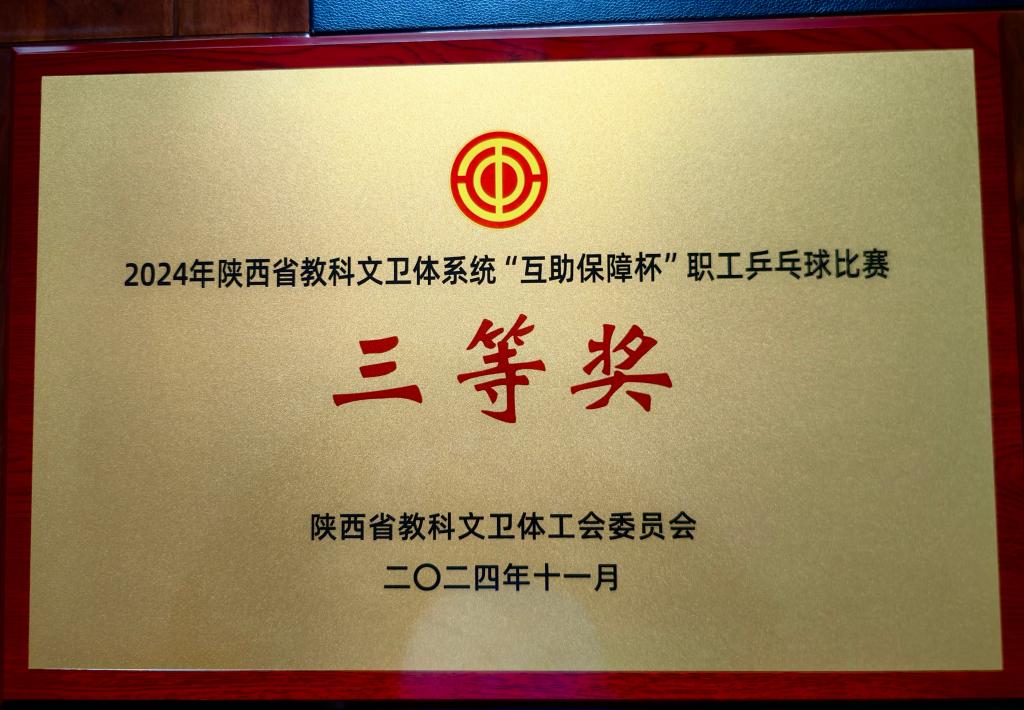 2024年陕西省教科文卫体系统“互助保障杯”职工乒乓球比赛
三等奖
陕西省教科文卫体工会委员会
二〇二四年十一月